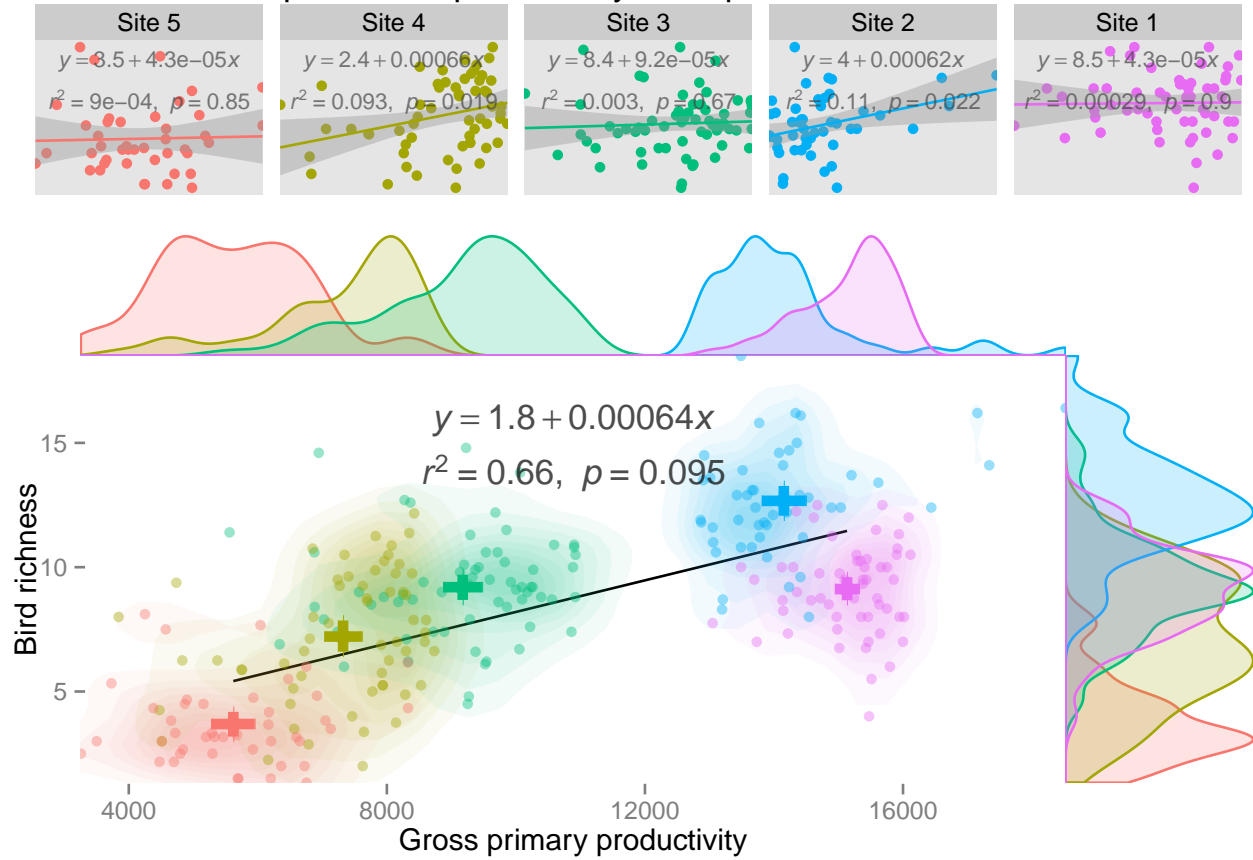 Site 5
Site 4
Site 3
Site 2
Site 1
y = 3.5 + 4.3e−05x
r² = 9e−04, p = 0.85
y = 2.4 + 0.00066x
r² = 0.093, p = 0.019
y = 8.4 + 9.2e−05x
r² = 0.003, p = 0.67
y = 4 + 0.00062x
r² = 0.11, p = 0.022
y = 8.5 + 4.3e−05x
r² = 0.00029, p = 0.9
y = 1.8 + 0.00064x
r² = 0.66, p = 0.095
15
10
5
Bird richness
4000
8000
12000
16000
Gross primary productivity